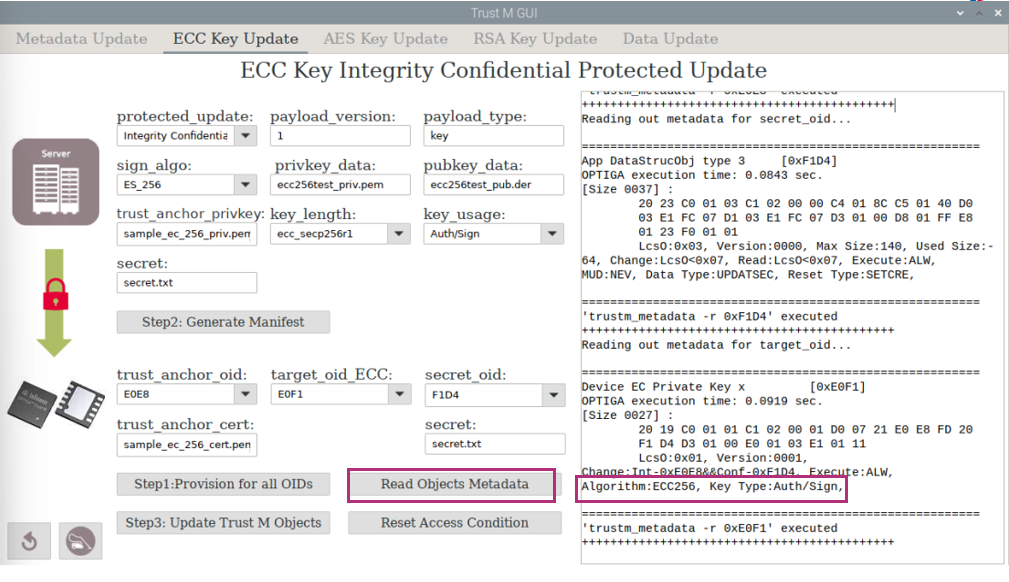 Trust M GUI
Metadata Update
ECC Key Update
AES Key Update
RSA Key Update
Data Update
ECC Key Integrity Confidential Protected Update
Server
protected_update:
payload_version:
payload_type:
Integrity Confidentia
1
key
sign_algo:
privkey_data:
pubkey_data:
ES_256
ecc256test_priv.pem
ecc256test_pub.der
trust_anchor_privkey:
key_length:
key_usage:
sample_ec_256_priv.pem
ecc_secp256r1
Auth/Sign
secret:
secret.txt
Step2: Generate Manifest
trust_anchor_oid:
target_oid_ECC:
secret_oid:
E0E8
E0F1
F1D4
trust_anchor_cert:
secret:
sample_ec_256_cert.pem
secret.txt
Step1:Provision for all OIDs
Read Objects Metadata
Step3: Update Trust M Objects
Reset Access Condition
'trustm_metadata -r 0xE0E8' executed
++++++++++++++++++++++++++++++++++++++++++++
Reading out metadata for secret_oid...
========================================================
App DataStrucObj type 3     [0xF1D4]
OPTIGA execution time: 0.0843 sec.
[Size 0037] :
20 23 C0 01 03 C1 02 00 00 C4 01 8C C5 01 40 D0
03 E1 FC 07 D1 03 E1 FC 07 D3 01 00 D8 01 FF E8
01 23 F0 01 01
LcsO:0x03, Version:0000, Max Size:140, Used Size:-
64, Change:LcsO<0x07, Read:LcsO<0x07, Execute:ALW,
MUD:NEV, Data Type:UPDATSEC, Reset Type:SETCRE,
========================================================
'trustm_metadata -r 0xF1D4' executed
++++++++++++++++++++++++++++++++++++++++++++
Reading out metadata for target_oid...
========================================================
Device EC Private Key x        [0xE0F1]
OPTIGA execution time: 0.0919 sec.
[Size 0027] :
20 19 C0 01 01 C1 02 00 01 D0 07 21 E0 E8 FD 20
F1 D4 D3 01 00 E0 01 03 E1 01 11
LcsO:0x01, Version:0001,
Change:Int-0xE0E8&&Conf-0xF1D4, Execute:ALW,
Algorithm:ECC256, Key Type:Auth/Sign,
========================================================
'trustm_metadata -r 0xE0F1' executed
++++++++++++++++++++++++++++++++++++++++++++